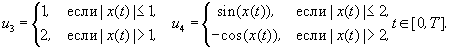 u₃ = { 1, если | x(t) | ≤ 1, 2, если | x(t) | > 1, u₄ = { sin(x(t)), если | x(t) | ≤ 2, −cos(x(t)), если | x(t) | > 2, t ∈ [0, T].